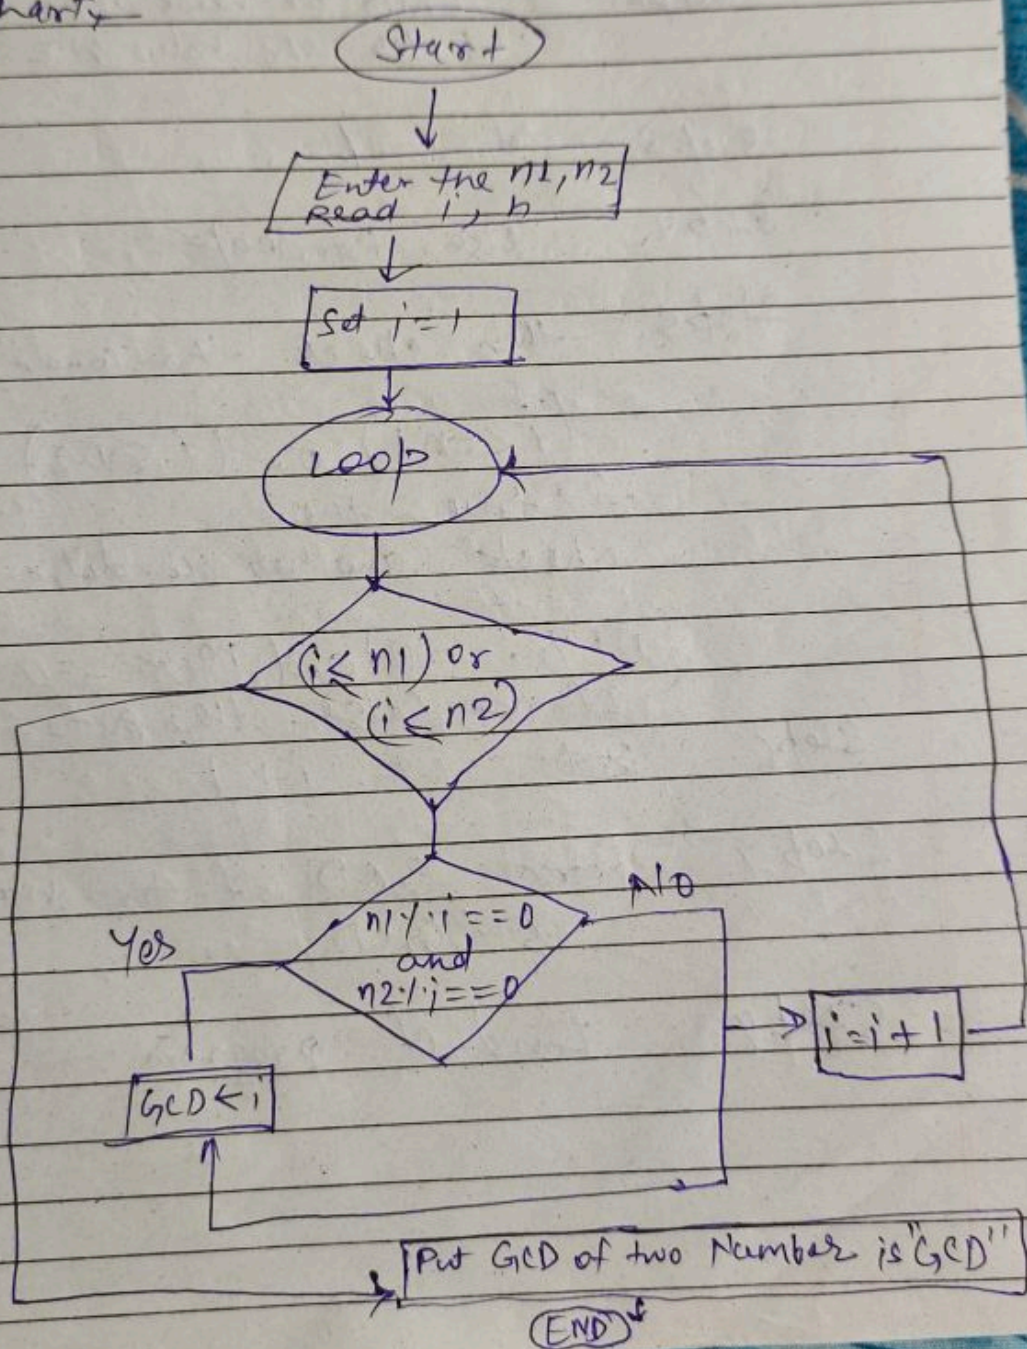 Start
Enter the n1, n2
Read i, h
Set i = 1
LOOP
(i ≤ n1) or
(i ≤ n2)
n1 % i == 0
and
n2 % i == 0
Yes
No
i = i + 1
GCD ← i
Put GCD of two Number is "GCD"
END